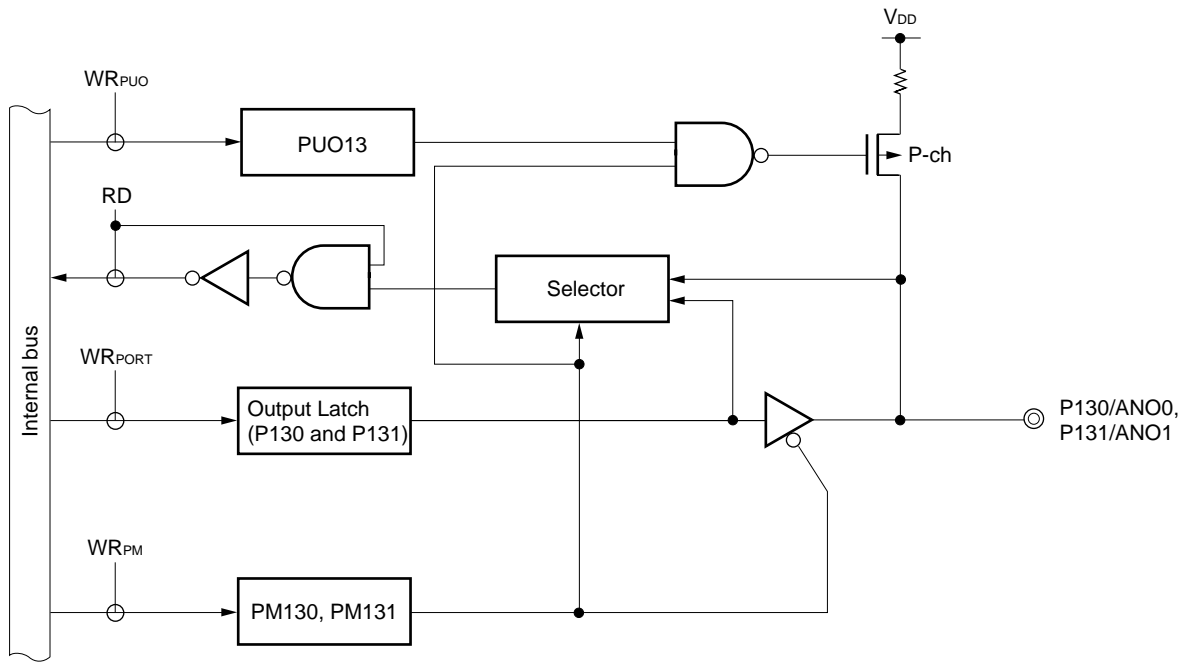 VDD
WRPUO
PUO13
P-ch
RD
Selector
Internal bus
WRPORT
Output Latch
(P130 and P131)
P130/ANO0,
P131/ANO1
WRPM
PM130, PM131